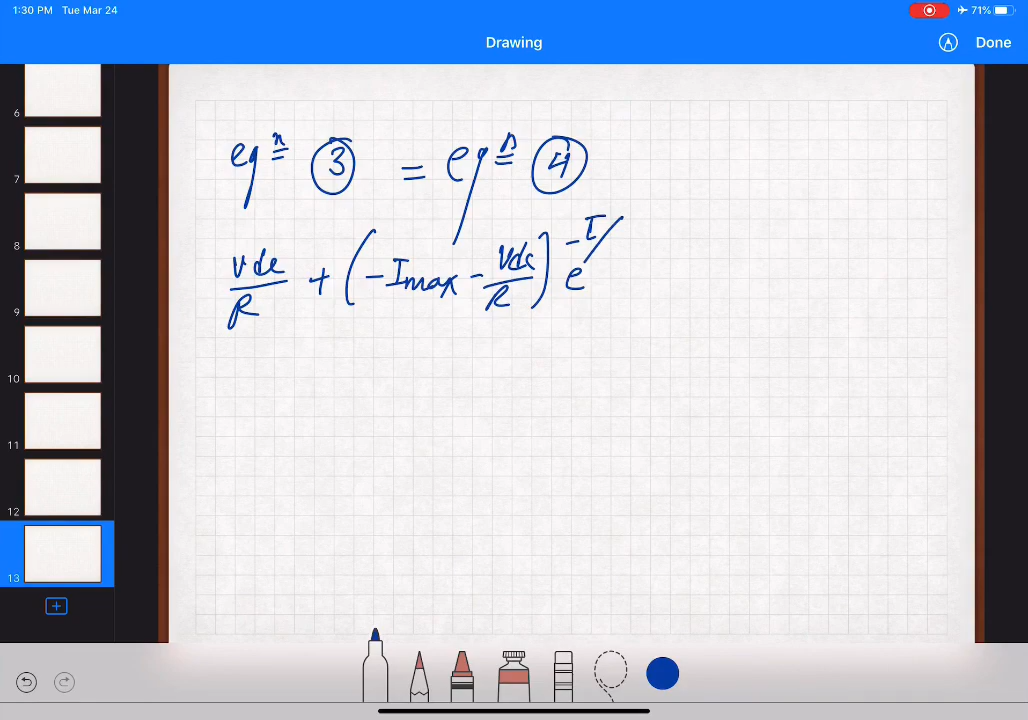 1:30 PM Tue Mar 24
71%
Drawing
Done
6
7
8
9
10
11
12
13
eqⁿ ③ = eqⁿ ④
Vdc/R + (-Imax - Vdc/R) e^-T/